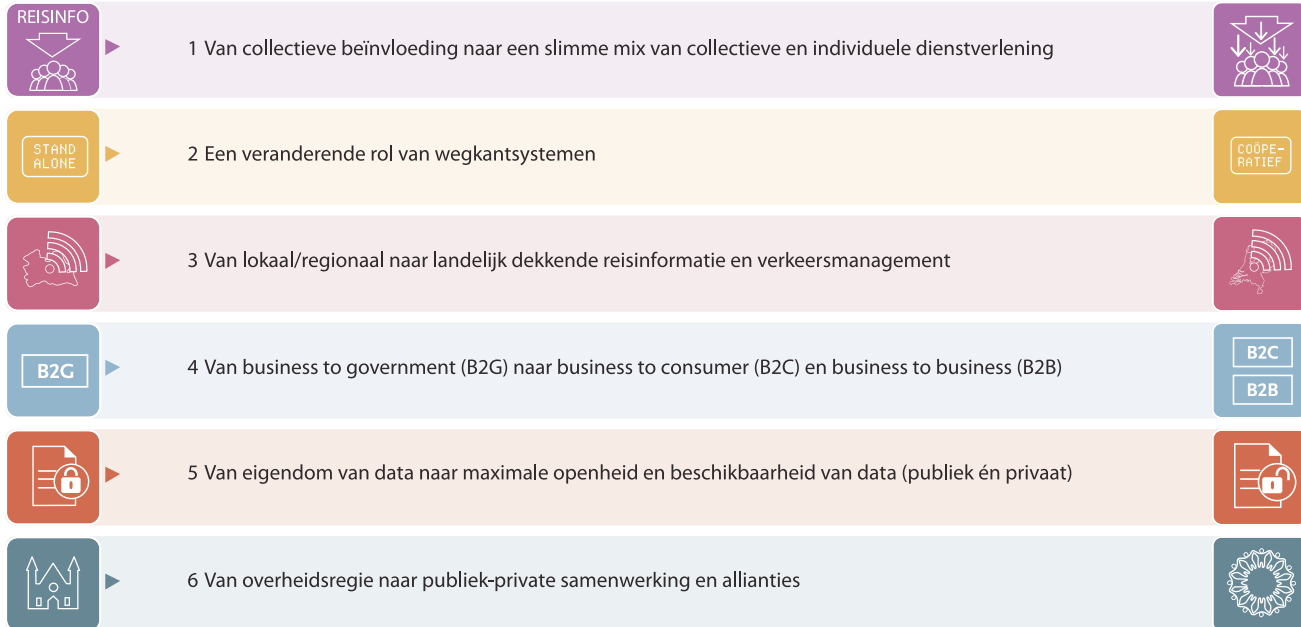 REISINFO
1 Van collectieve beïnvloeding naar een slimme mix van collectieve en individuele dienstverlening
STAND
ALONE
2 Een veranderende rol van wegkantsystemen
COÖPE-
RATIEF
3 Van lokaal/regionaal naar landelijk dekkende reisinformatie en verkeersmanagement
B2G
4 Van business to government (B2G) naar business to consumer (B2C) en business to business (B2B)
B2C
B2B
5 Van eigendom van data naar maximale openheid en beschikbaarheid van data (publiek én privaat)
6 Van overheidsregie naar publiek-private samenwerking en allianties